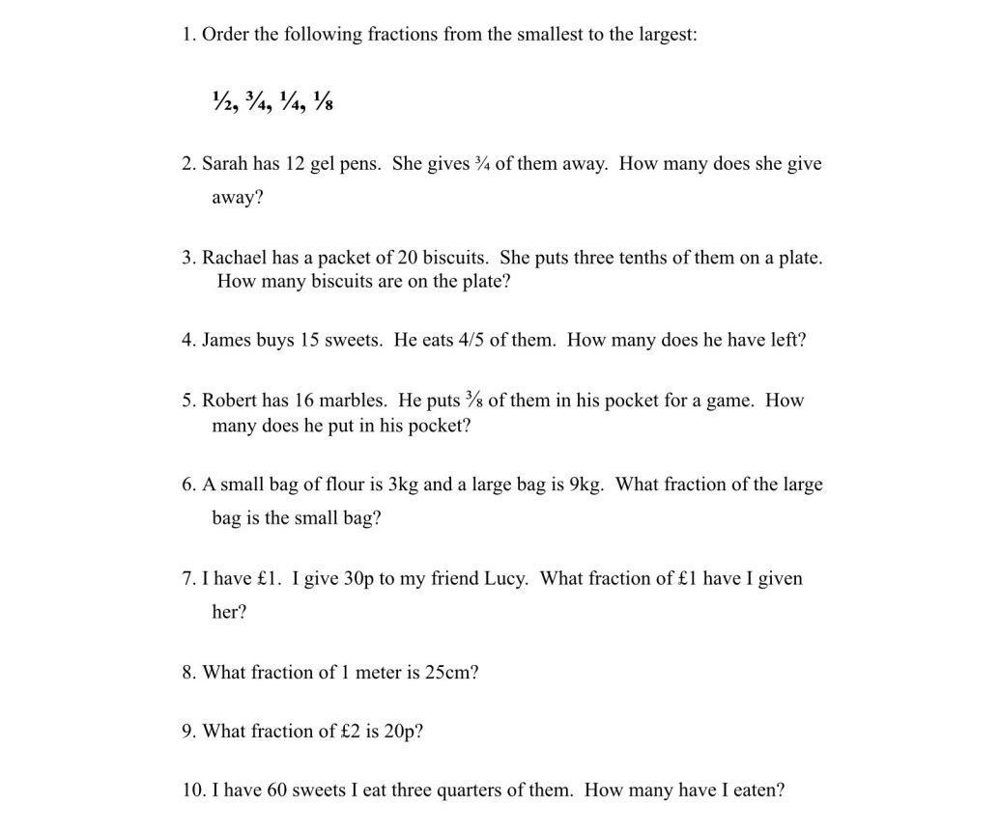 1. Order the following fractions from the smallest to the largest:
½, ¾, ¼, ⅛
2. Sarah has 12 gel pens.  She gives ¾ of them away.  How many does she give
away?
3. Rachael has a packet of 20 biscuits.  She puts three tenths of them on a plate.
How many biscuits are on the plate?
4. James buys 15 sweets.  He eats 4/5 of them.  How many does he have left?
5. Robert has 16 marbles.  He puts ⅜ of them in his pocket for a game.  How
many does he put in his pocket?
6. A small bag of flour is 3kg and a large bag is 9kg.  What fraction of the large
bag is the small bag?
7. I have £1.  I give 30p to my friend Lucy.  What fraction of £1 have I given
her?
8. What fraction of 1 meter is 25cm?
9. What fraction of £2 is 20p?
10. I have 60 sweets I eat three quarters of them.  How many have I eaten?